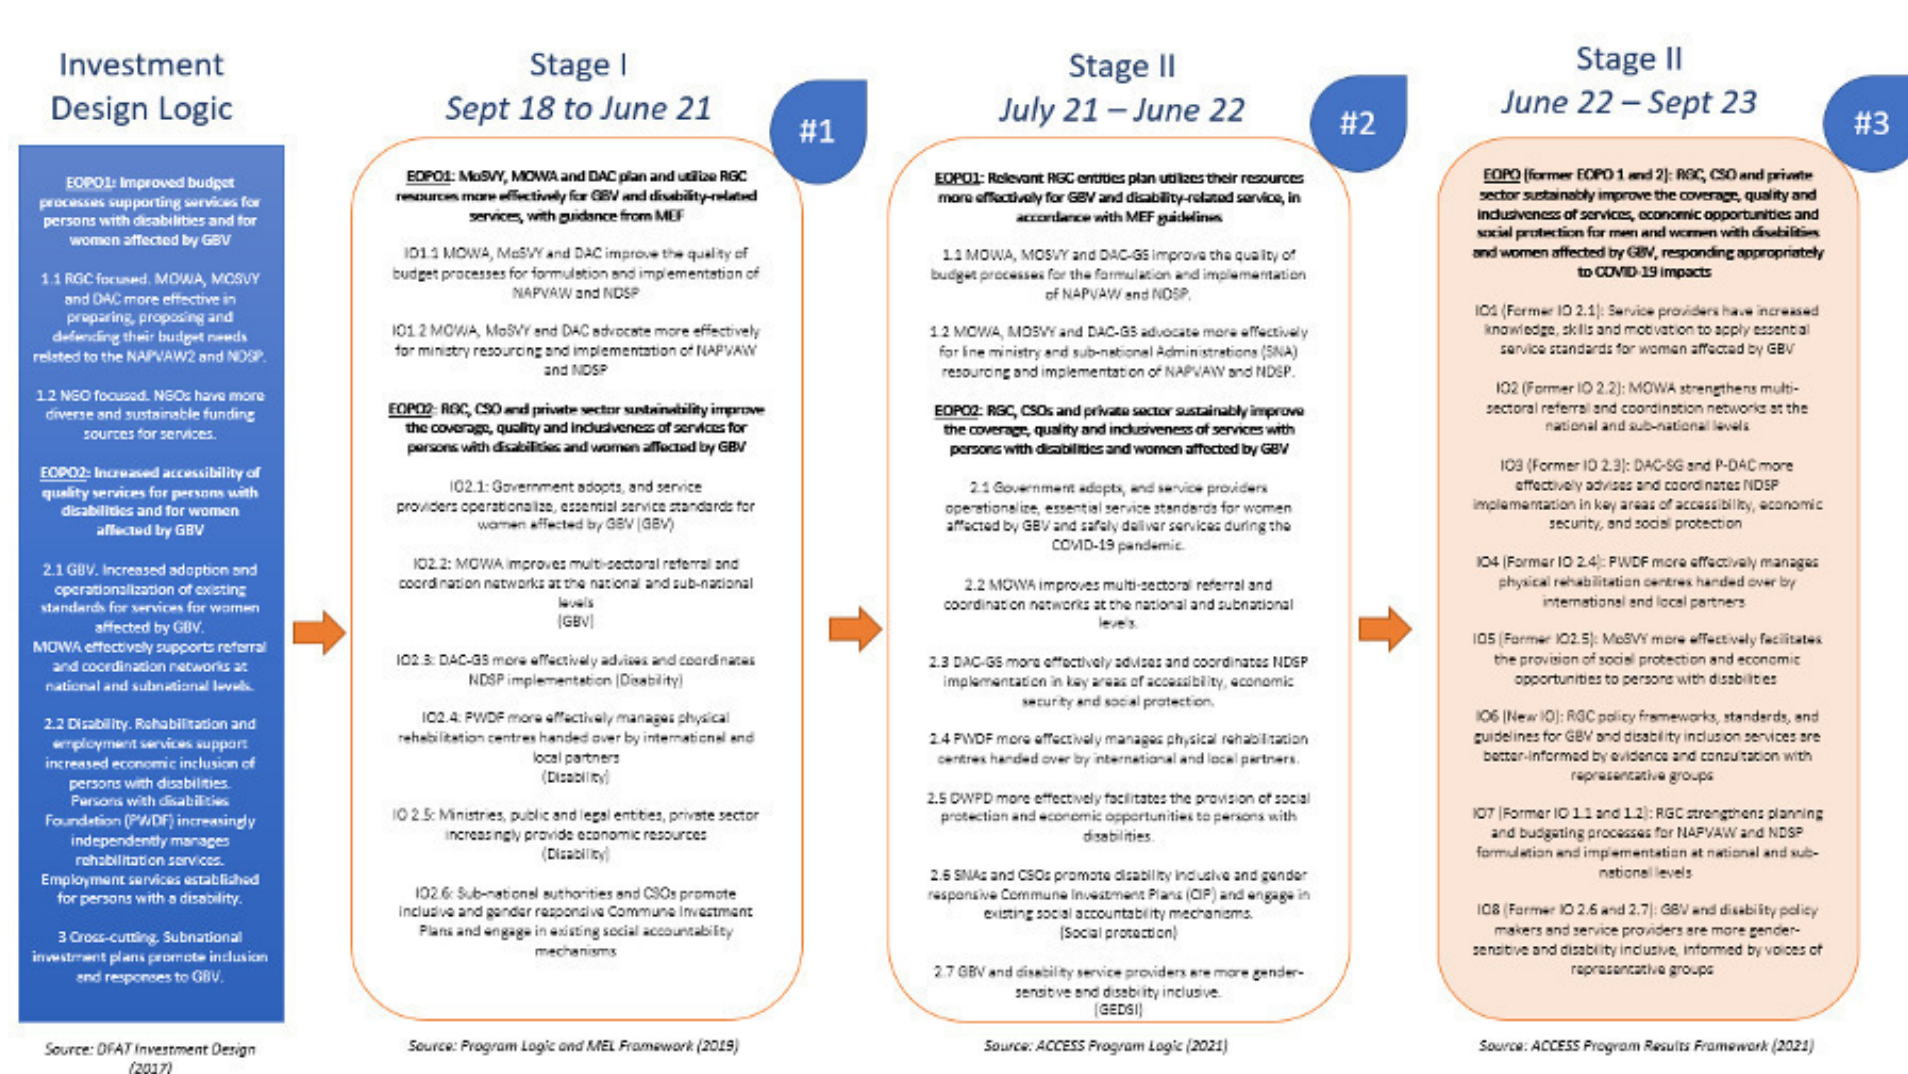 Investment
Design Logic
EOPO1: Improved budget
processes supporting services for
persons with disabilities and for
women affected by GBV
1.1 RGC focused. MOWA, MOSVY
and DAC more effective in
preparing, proposing and
defending their budget needs
related to the NAPVAW2 and NDSP.
1.2 NGO focused. NGOs have more
diverse and sustainable funding
sources for services.
EOPO2: Increased accessibility of
quality services for persons with
disabilities and for women
affected by GBV
2.1 GBV. Increased adoption and
operationalization of existing
standards for services for women
affected by GBV.
MOWA effectively supports referral
and coordination networks at
national and subnational levels.
2.2 Disability. Rehabilitation and
employment services support
increased economic inclusion of
persons with disabilities.
Persons with disabilities
Foundation (PWDF) increasingly
independently manages
rehabilitation services.
Employment services established
for persons with a disability.
3 Cross-cutting. Subnational
investment plans promote inclusion
and responses to GBV.
Source: DFAT Investment Design
(2017)
Stage I
Sept 18 to June 21
#1
EOPO1: MoSVY, MOWA and DAC plan and utilize RGC
resources more effectively for GBV and disability-related
services, with guidance from MEF
IO1.1 MOWA, MoSVY and DAC improve the quality of
budget processes for formulation and implementation of
NAPVAW and NDSP
IO1.2 MOWA, MoSVY and DAC advocate more effectively
for ministry resourcing and implementation of NAPVAW
and NDSP
EOPO2: RGC, CSO and private sector sustainability improve
the coverage, quality and inclusiveness of services for
persons with disabilities and women affected by GBV
IO2.1: Government adopts, and service
providers operationalize, essential service standards for
women affected by GBV (GBV)
IO2.2: MOWA improves multi-sectoral referral and
coordination networks at the national and sub-national
levels
(GBV)
IO2.3: DAC-GS more effectively advises and coordinates
NDSP implementation (Disability)
IO2.4: PWDF more effectively manages physical
rehabilitation centres handed over by international and
local partners
(Disability)
IO 2.5: Ministries, public and legal entities, private sector
increasingly provide economic resources
(Disability)
IO2.6: Sub-national authorities and CSOs promote
inclusive and gender responsive Commune Investment
Plans and engage in existing social accountability
mechanisms
Source: Program Logic and MEL Framework (2019)
Stage II
July 21 – June 22
#2
EOPO1: Relevant RGC entities plan utilizes their resources
more effectively for GBV and disability-related service, in
accordance with MEF guidelines
1.1 MOWA, MOSVY and DAC-GS improve the quality of
budget processes for the formulation and implementation
of NAPVAW and NDSP.
1.2 MOWA, MOSVY and DAC-GS advocate more effectively
for line ministry and sub-national Administrations (SNA)
resourcing and implementation of NAPVAW and NDSP.
EOPO2: RGC, CSOs and private sector sustainably improve
the coverage, quality and inclusiveness of services with
persons with disabilities and women affected by GBV
2.1 Government adopts, and service providers
operationalize, essential service standards for women
affected by GBV and safely deliver services during the
COVID-19 pandemic.
2.2 MOWA improves multi-sectoral referral and
coordination networks at the national and subnational
levels.
2.3 DAC-GS more effectively advises and coordinates NDSP
implementation in key areas of accessibility, economic
security and social protection.
2.4 PWDF more effectively manages physical rehabilitation
centres handed over by international and local partners.
2.5 DWPD more effectively facilitates the provision of social
protection and economic opportunities to persons with
disabilities.
2.6 SNAs and CSOs promote disability inclusive and gender
responsive Commune Investment Plans (CIP) and engage in
existing social accountability mechanisms.
(Social protection)
2.7 GBV and disability service providers are more gender-
sensitive and disability inclusive.
(GEDSI)
Source: ACCESS Program Logic (2021)
Stage II
June 22 – Sept 23
#3
EOPO (former EOPO 1 and 2): RGC, CSO and private
sector sustainably improve the coverage, quality and
inclusiveness of services, economic opportunities and
social protection for men and women with disabilities
and women affected by GBV, responding appropriately
to COVID-19 impacts
IO1 (Former IO 2.1): Service providers have increased
knowledge, skills and motivation to apply essential
service standards for women affected by GBV
IO2 (Former IO 2.2): MOWA strengthens multi-
sectoral referral and coordination networks at the
national and sub-national levels
IO3 (Former IO 2.3): DAC-SG and P-DAC more
effectively advises and coordinates NDSP
implementation in key areas of accessibility, economic
security, and social protection
IO4 (Former IO 2.4): PWDF more effectively manages
physical rehabilitation centres handed over by
international and local partners
IO5 (Former IO2.5): MoSVY more effectively facilitates
the provision of social protection and economic
opportunities to persons with disabilities
IO6 (New IO): RGC policy frameworks, standards, and
guidelines for GBV and disability inclusion services are
better-informed by evidence and consultation with
representative groups
IO7 (Former IO 1.1 and 1.2): RGC strengthens planning
and budgeting processes for NAPVAW and NDSP
formulation and implementation at national and sub-
national levels
IO8 (Former IO 2.6 and 2.7): GBV and disability policy
makers and service providers are more gender-
sensitive and disability inclusive, informed by voices of
representative groups
Source: ACCESS Program Results Framework (2021)